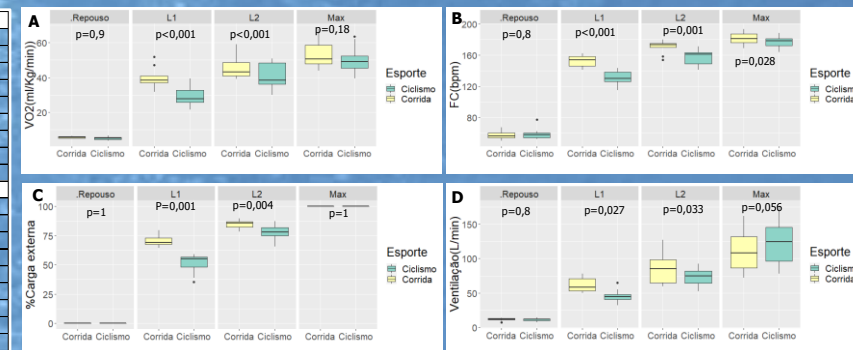 A
.Repouso L1 L2 Max
p=0,9 p<0,001 p<0,001 p=0,18
VO2(ml/Kg/min))
60
40
20
Corrida Ciclismo Corrida Ciclismo Corrida Ciclismo Corrida Ciclismo
Esporte
Ciclismo
Corrida
B
.Repouso L1 L2 Max
p=0,8 p<0,001 p=0,001
p=0,028
FC(bpm)
200
160
120
80
Corrida Ciclismo Corrida Ciclismo Corrida Ciclismo Corrida Ciclismo
Esporte
Ciclismo
Corrida
C
.Repouso L1 L2 Max
p=1 P=0,001 p=0,004 p=1
%Carga externa
100
75
50
25
0
Corrida Ciclismo Corrida Ciclismo Corrida Ciclismo Corrida Ciclismo
Esporte
Ciclismo
Corrida
D
.Repouso L1 L2 Max
p=0,8 p=0,027 p=0,033 p=0,056
Ventilação(L/min)
150
100
50
0
Corrida Ciclismo Corrida Ciclismo Corrida Ciclismo Corrida Ciclismo
Esporte
Ciclismo
Corrida